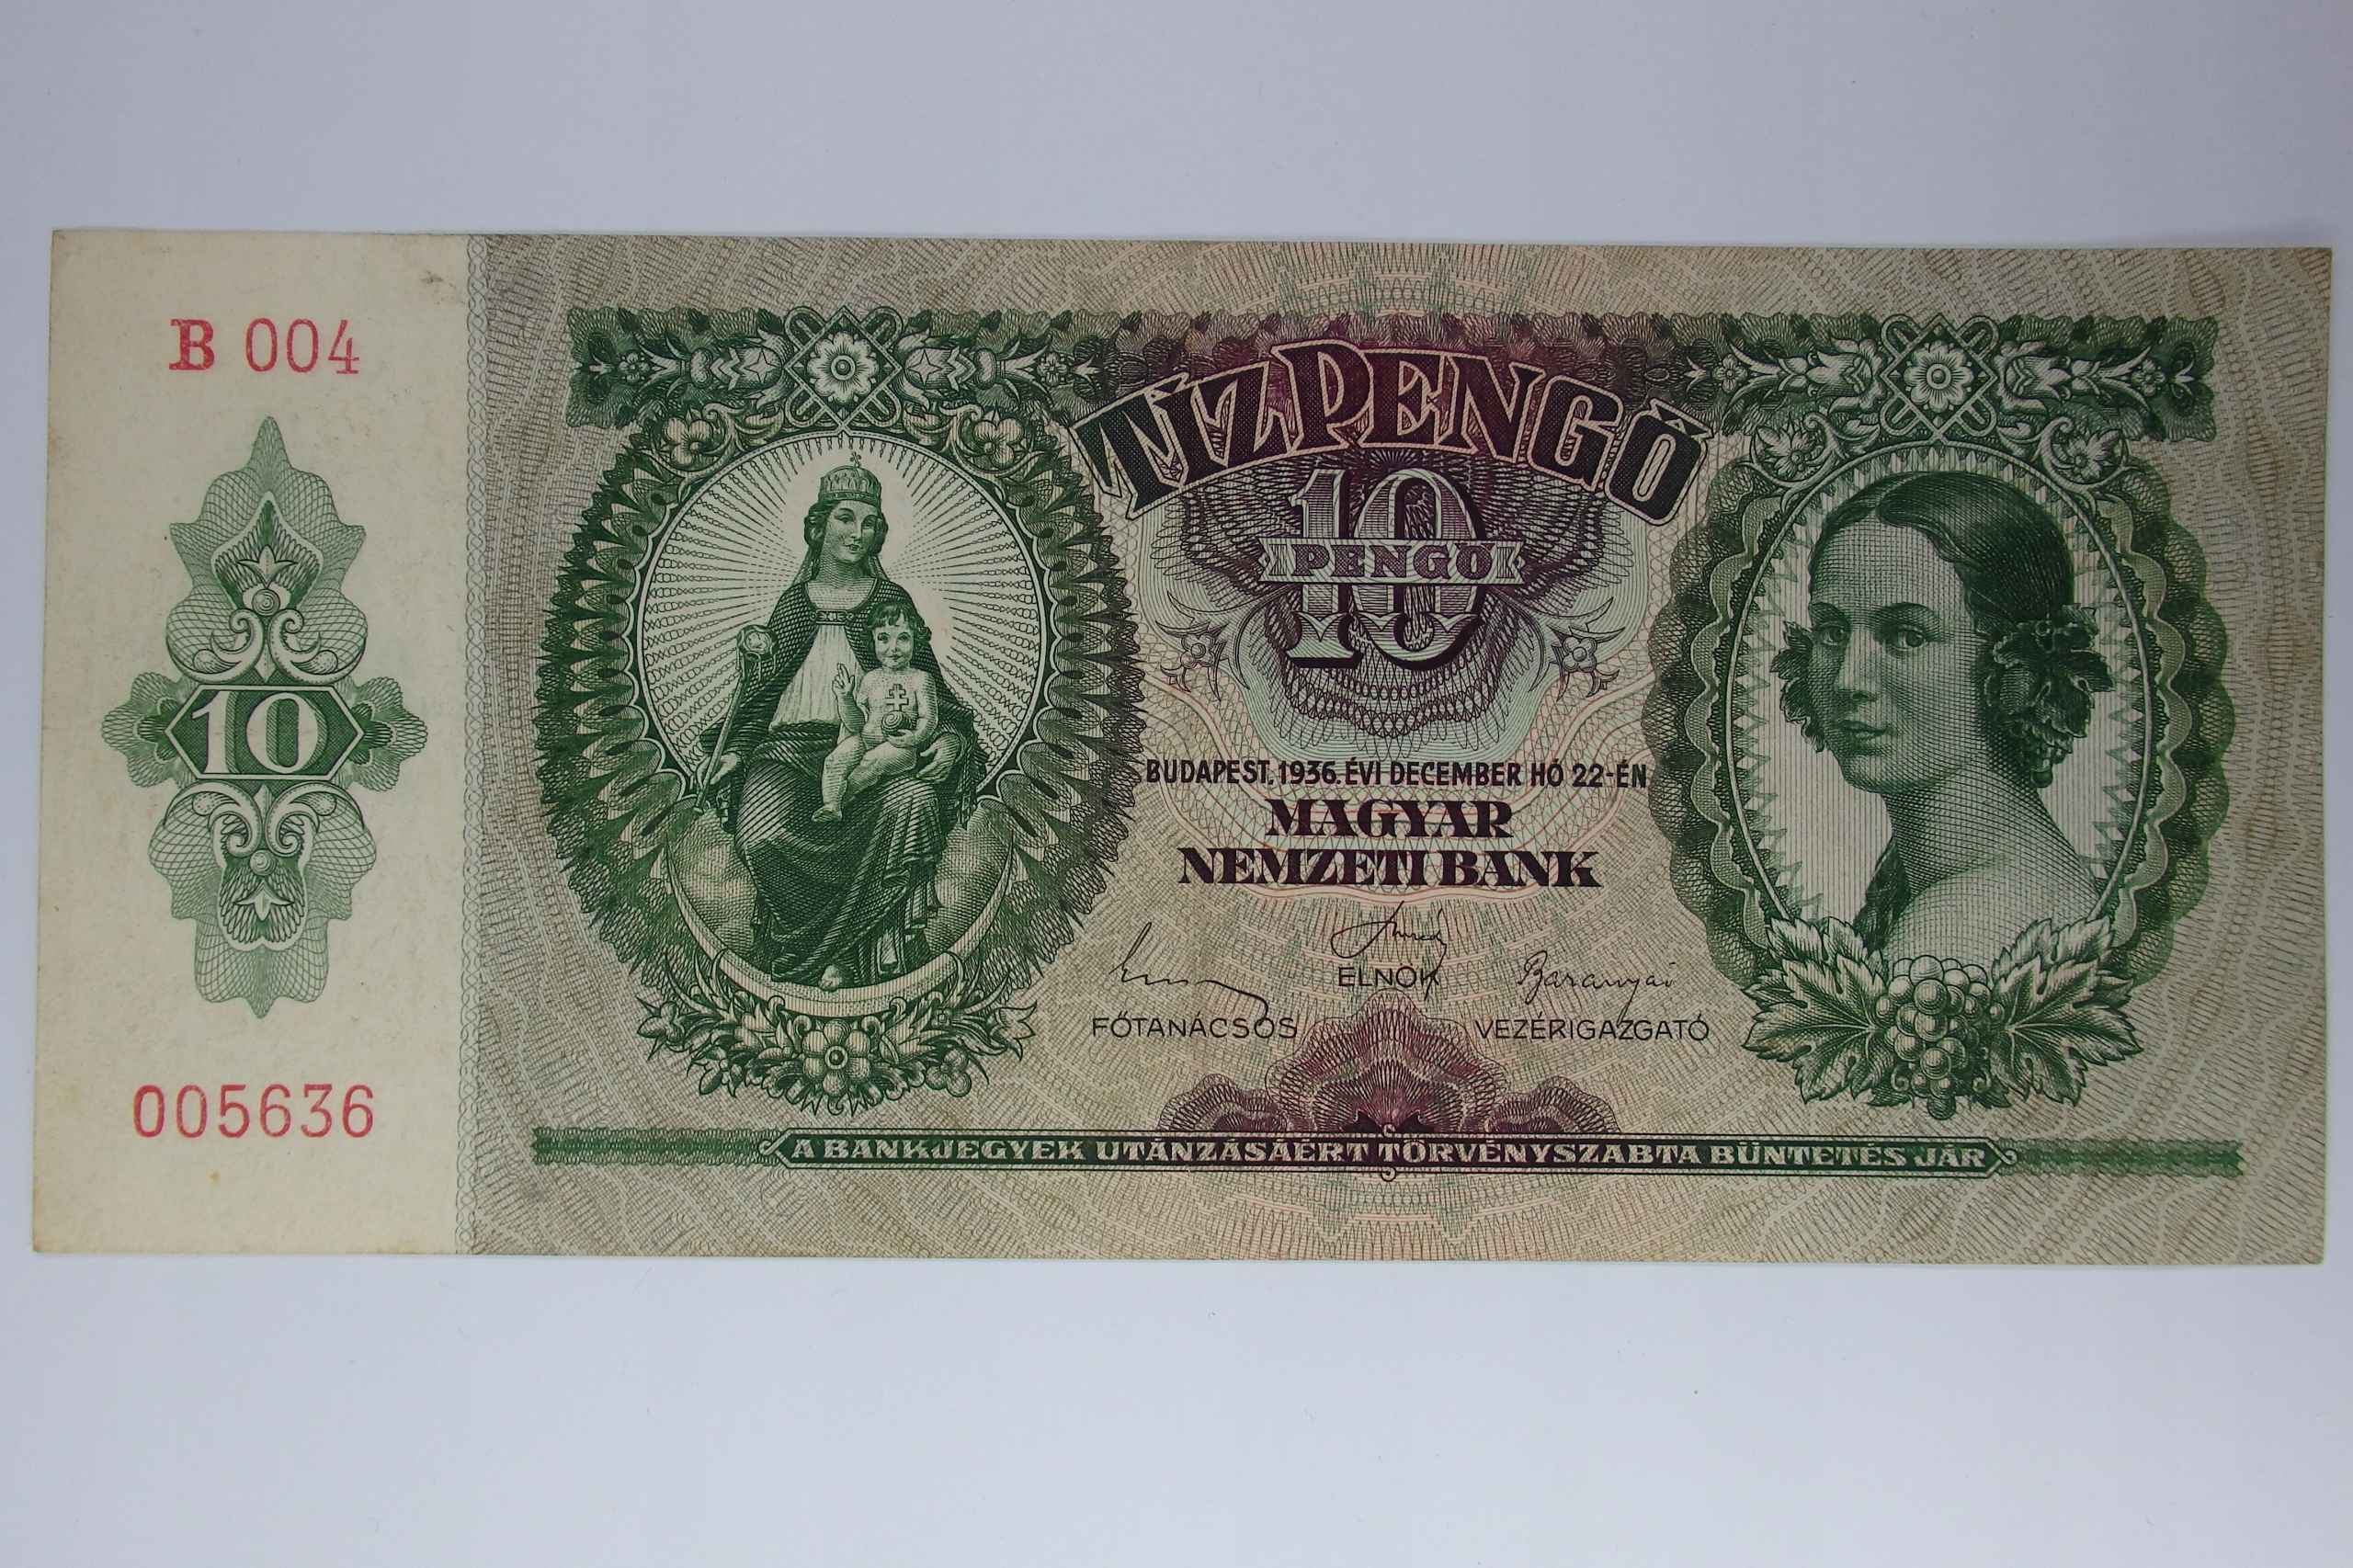 B 004
TÍZ PENGŐ
10
PENGŐ
10
BUDAPEST, 1936. ÉVI DECEMBER HÓ 22-ÉN
MAGYAR
NEMZETI BANK
Baranyai
ELNÖK
FŐTANÁCSOS
VEZÉRIGAZGATÓ
005636
A BANKJEGYEK UTÁNZÁSÁÉRT TÖRVÉNYSZABTA BÜNTETÉS JÁR